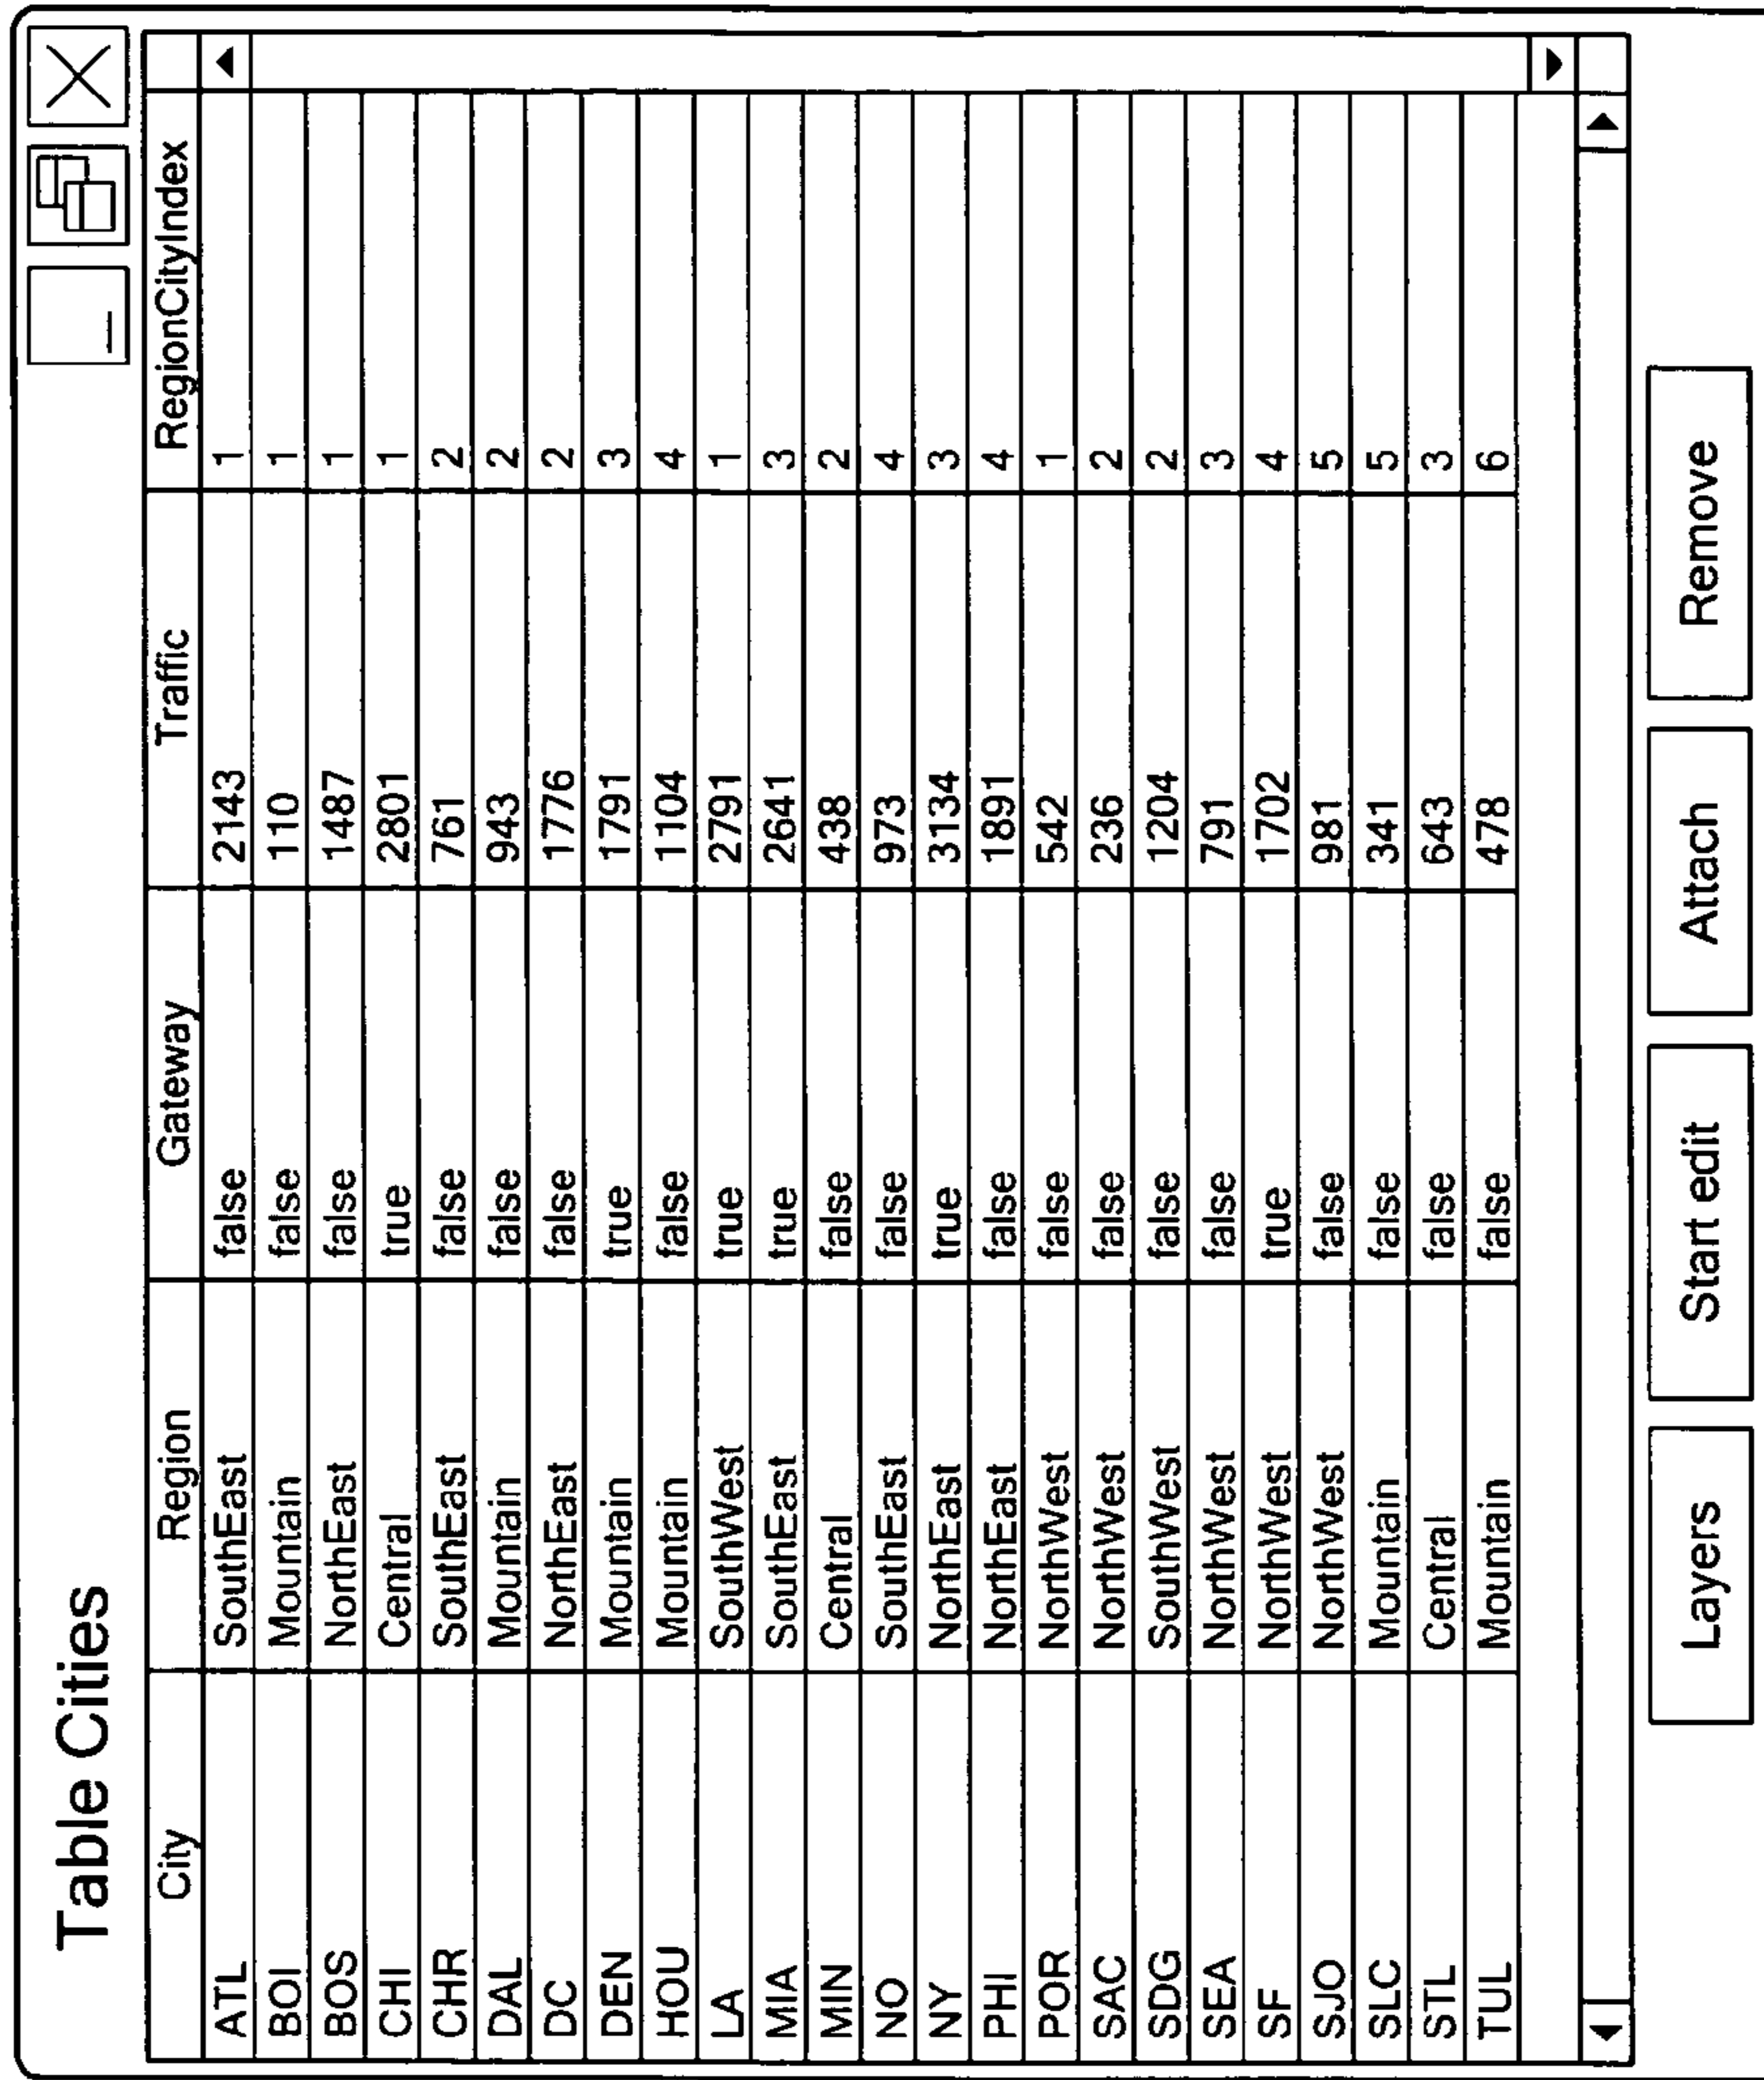 Table Cities
City Region Gateway Traffic RegionCityIndex
ATL SouthEast false 2143 1
BOI Mountain false 110 1
BOS NorthEast false 1487 1
CHI Central true 2801 1
CHR SouthEast false 761 2
DAL Mountain false 943 2
DC NorthEast false 1776 2
DEN Mountain true 1791 3
HOU Mountain false 1104 4
LA SouthWest true 2791 1
MIA SouthEast true 2641 3
MIN Central false 438 2
NO SouthEast false 973 4
NY NorthEast true 3134 3
PHI NorthEast false 1891 4
POR NorthWest false 542 1
SAC NorthWest false 236 2
SDG SouthWest false 1204 2
SEA NorthWest false 791 3
SF NorthWest true 1702 4
SJO NorthWest false 981 5
SLC Mountain false 341 5
STL Central false 643 3
TUL Mountain false 478 6
Layers Start edit Attach Remove